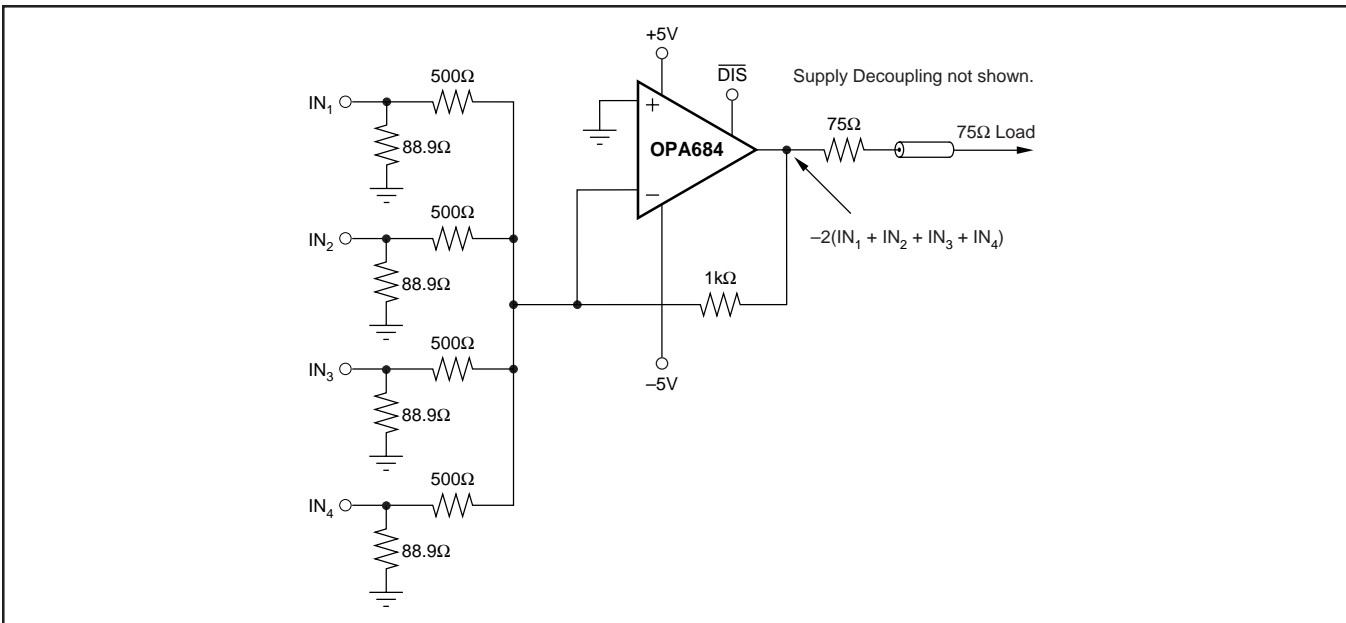 +5V
DIS
Supply Decoupling not shown.
500Ω
IN1
+
75Ω
75Ω Load
88.9Ω
OPA684
−
500Ω
IN2
–2(IN1 + IN2 + IN3 + IN4)
88.9Ω
1kΩ
500Ω
IN3
–5V
88.9Ω
500Ω
IN4
88.9Ω